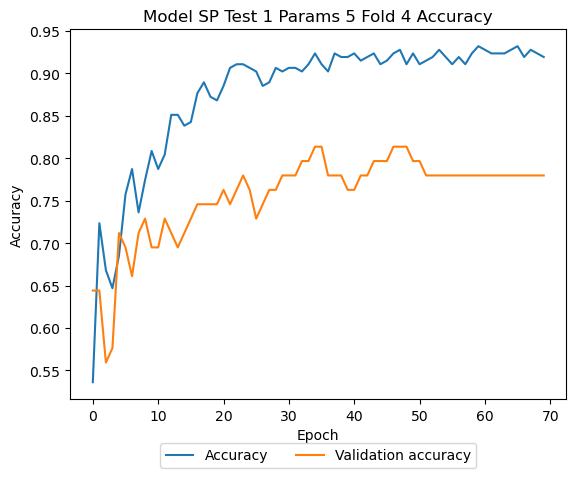 Model SP Test 1 Params 5 Fold 4 Accuracy
0.95
0.90
0.85
0.80
0.75
0.70
0.65
0.60
0.55
Accuracy
0 10 20 30 40 50 60 70
Epoch
Accuracy Validation accuracy